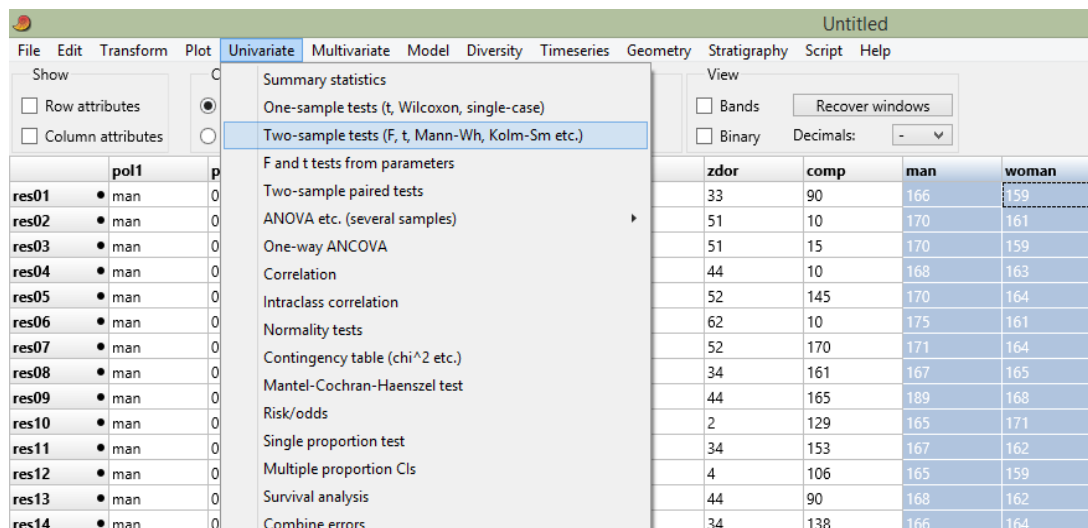 Untitled
File Edit Transform Plot Univariate Multivariate Model Diversity Timeseries Geometry Stratigraphy Script Help
Show
Row attributes
Column attributes
Summary statistics
One-sample tests (t, Wilcoxon, single-case)
Two-sample tests (F, t, Mann-Wh, Kolm-Sm etc.)
F and t tests from parameters
Two-sample paired tests
ANOVA etc. (several samples)
One-way ANCOVA
Correlation
Intraclass correlation
Normality tests
Contingency table (chi^2 etc.)
Mantel-Cochran-Haenszel test
Risk/odds
Single proportion test
Multiple proportion CIs
Survival analysis
Combine errors
View
Bands Recover windows
Binary Decimals: -
pol1 p zdor comp man woman
res01 • man 0 33 90 166 159
res02 • man 0 51 10 170 161
res03 • man 0 51 15 170 159
res04 • man 0 44 10 168 163
res05 • man 0 52 145 170 164
res06 • man 0 62 10 175 161
res07 • man 0 52 170 171 164
res08 • man 0 34 161 167 165
res09 • man 0 44 165 189 168
res10 • man 0 2 129 165 171
res11 • man 0 34 153 167 162
res12 • man 0 4 106 165 159
res13 • man 0 44 90 168 162
res14 • man 0 34 138 166 164